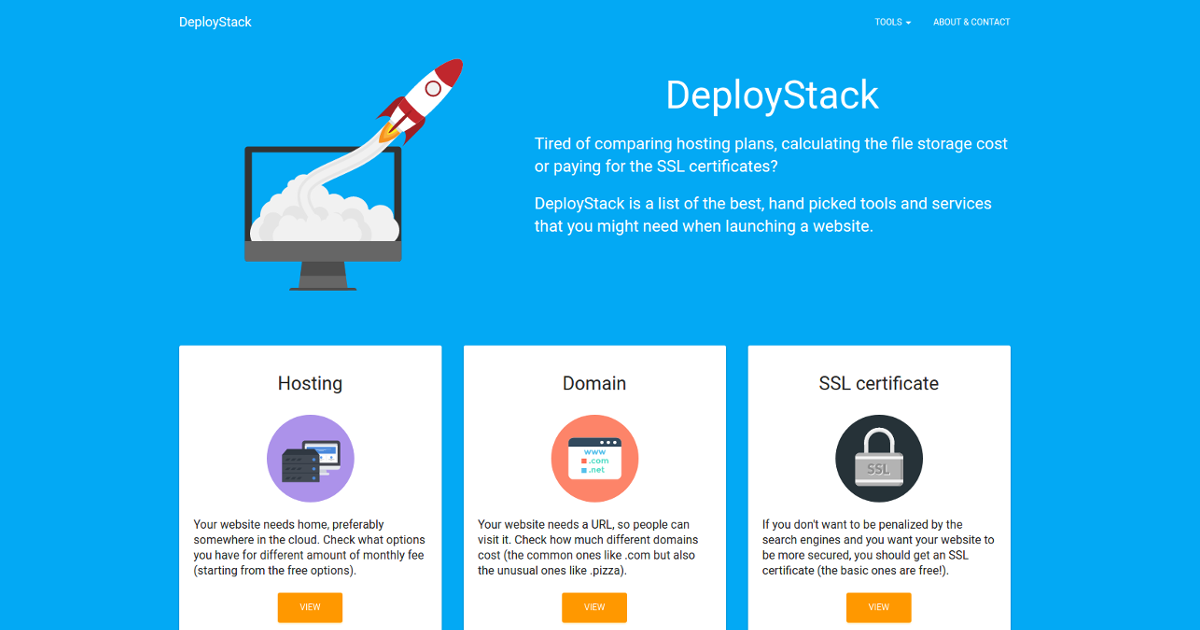 DeployStack
TOOLS
ABOUT & CONTACT
DeployStack
Tired of comparing hosting plans, calculating the file storage cost
or paying for the SSL certificates?
DeployStack is a list of the best, hand picked tools and services
that you might need when launching a website.
Hosting
Your website needs home, preferably
somewhere in the cloud. Check what options
you have for different amount of monthly fee
(starting from the free options).
VIEW
Domain
www
.com
.net
Your website needs a URL, so people can
visit it. Check how much different domains
cost (the common ones like .com but also
the unusual ones like .pizza).
VIEW
SSL certificate
SSL
If you don't want to be penalized by the
search engines and you want your website to
be more secured, you should get an SSL
certificate (the basic ones are free!).
VIEW